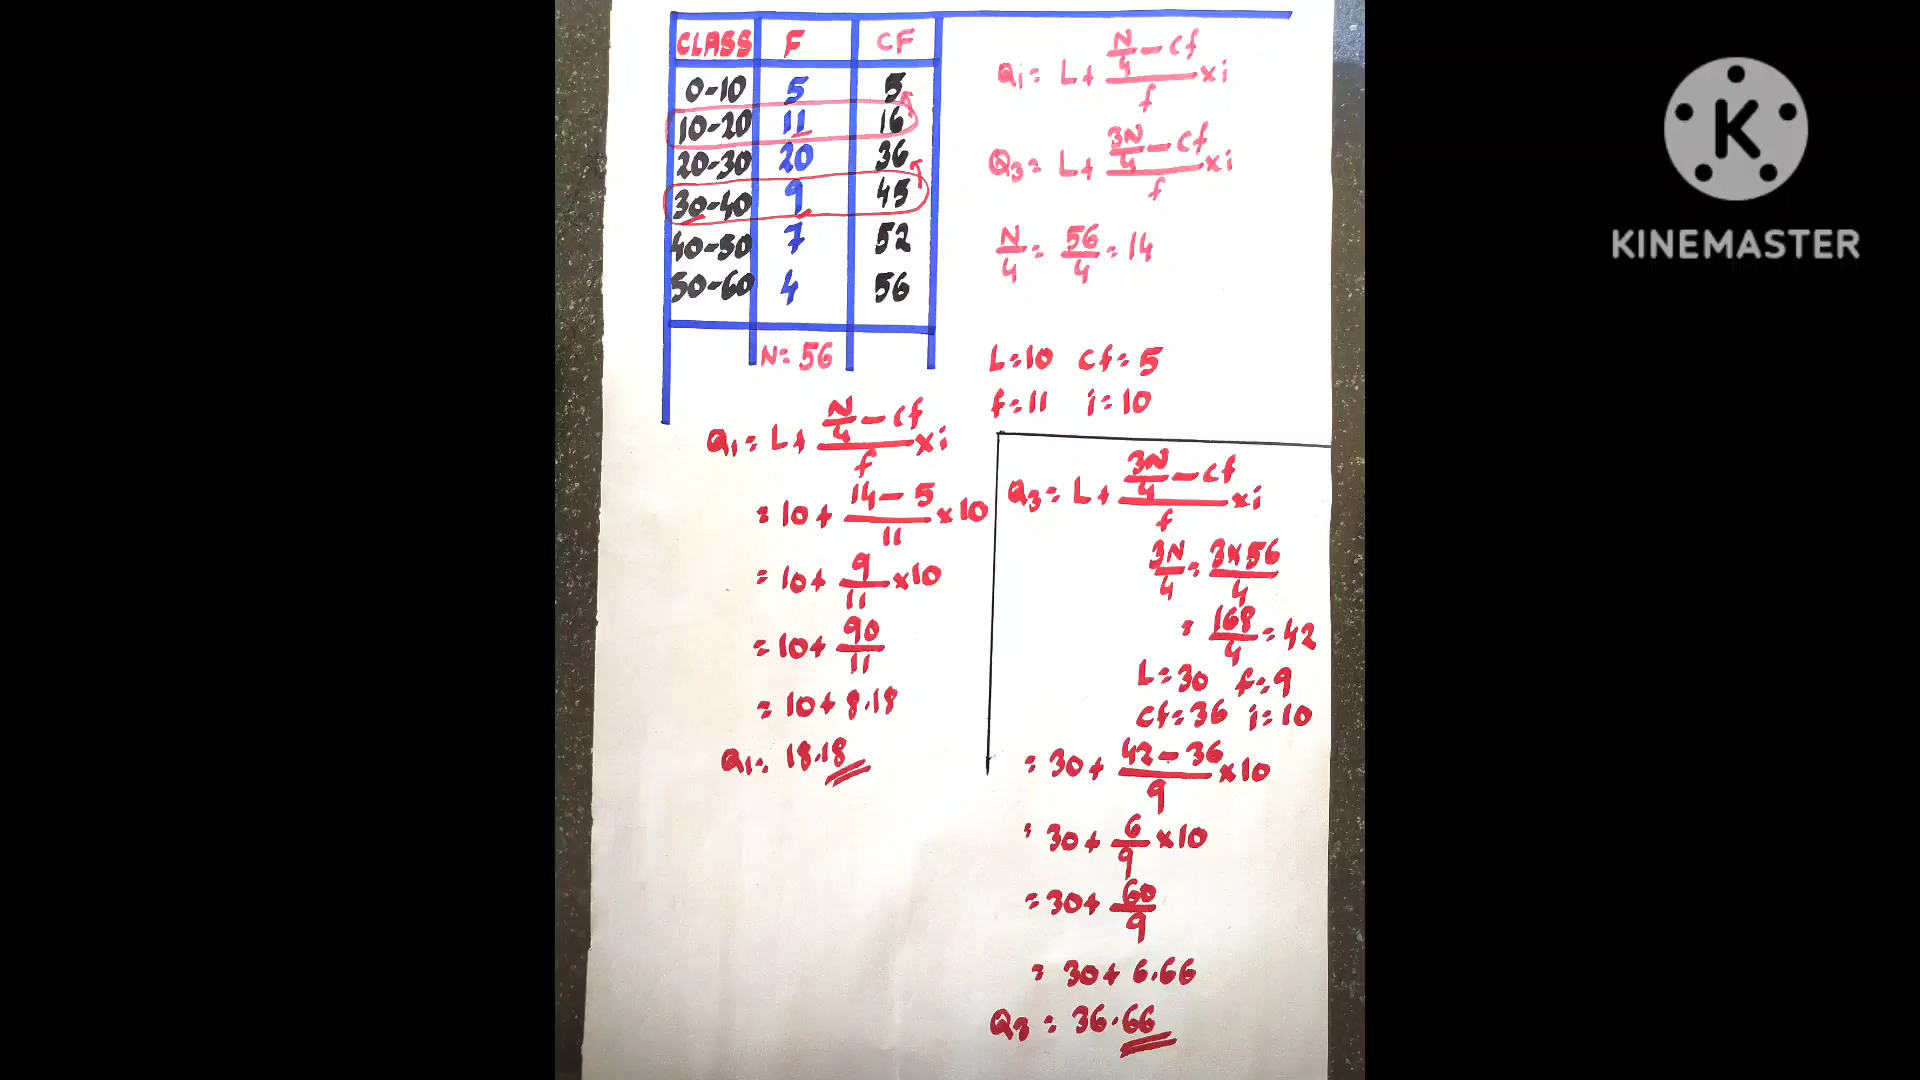 CLASS F CF
0-10 5 5
10-20 11 16
20-30 20 36
30-40 9 45
40-50 7 52
50-60 4 56
N= 56
Q1= L+ N/4 - cf / f ×i
Q3= L+ 3N/4 - cf / f ×i
N/4 = 56/4 = 14
L=10 cf= 5
f=11 i=10
Q1= L+ N/4 - cf / f ×i
= 10+ 14-5 / 11 ×10
= 10+ 9/11 ×10
= 10+ 90/11
= 10+ 8.18
Q1= 18.18
Q3= L+ 3N/4 - cf / f ×i
3N/4 = 3×56/4
= 168/4 = 42
L=30 f=9
cf=36 i=10
= 30+ 42-36 / 9 ×10
= 30+ 6/9 ×10
= 30+ 60/9
= 30+ 6.66
Q3 = 36.66
K
KINEMASTER